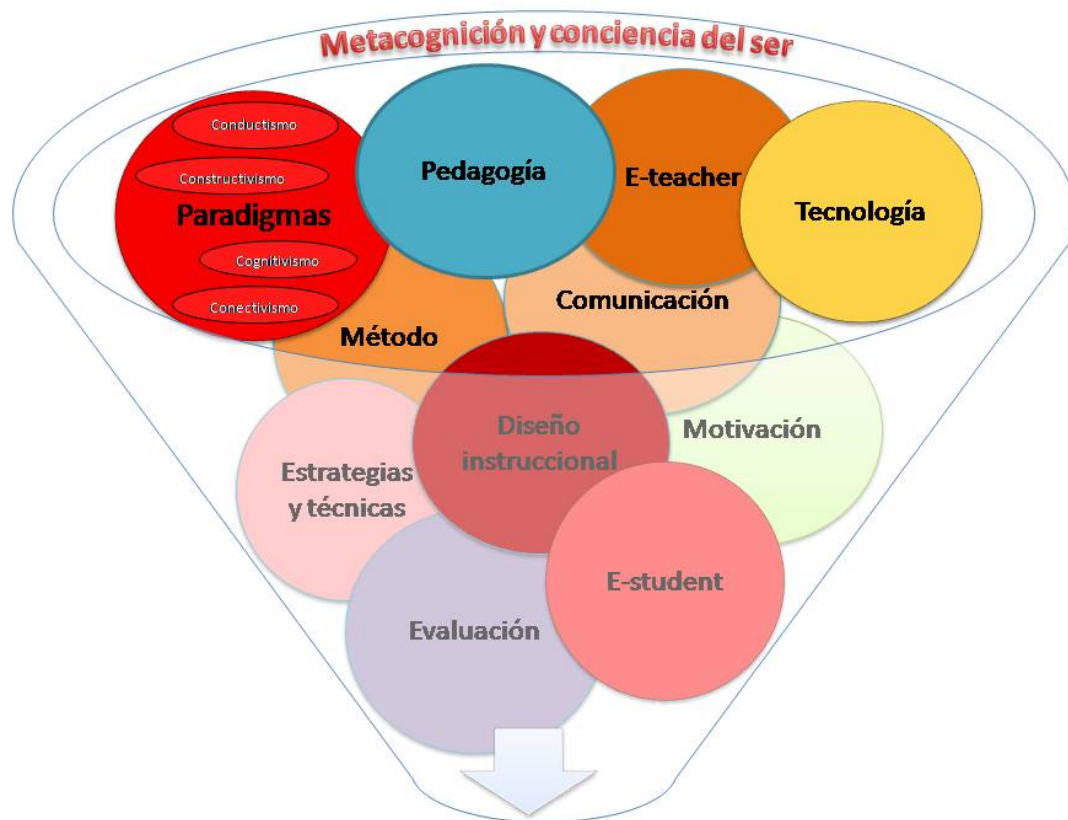 Metacognición y conciencia del ser
Conductismo
Constructivismo
Paradigmas
Cognitivismo
Conectivismo
Pedagogía
E-teacher
Tecnología
Método
Comunicación
Diseño
instruccional
Motivación
Estrategias
y técnicas
E-student
Evaluación